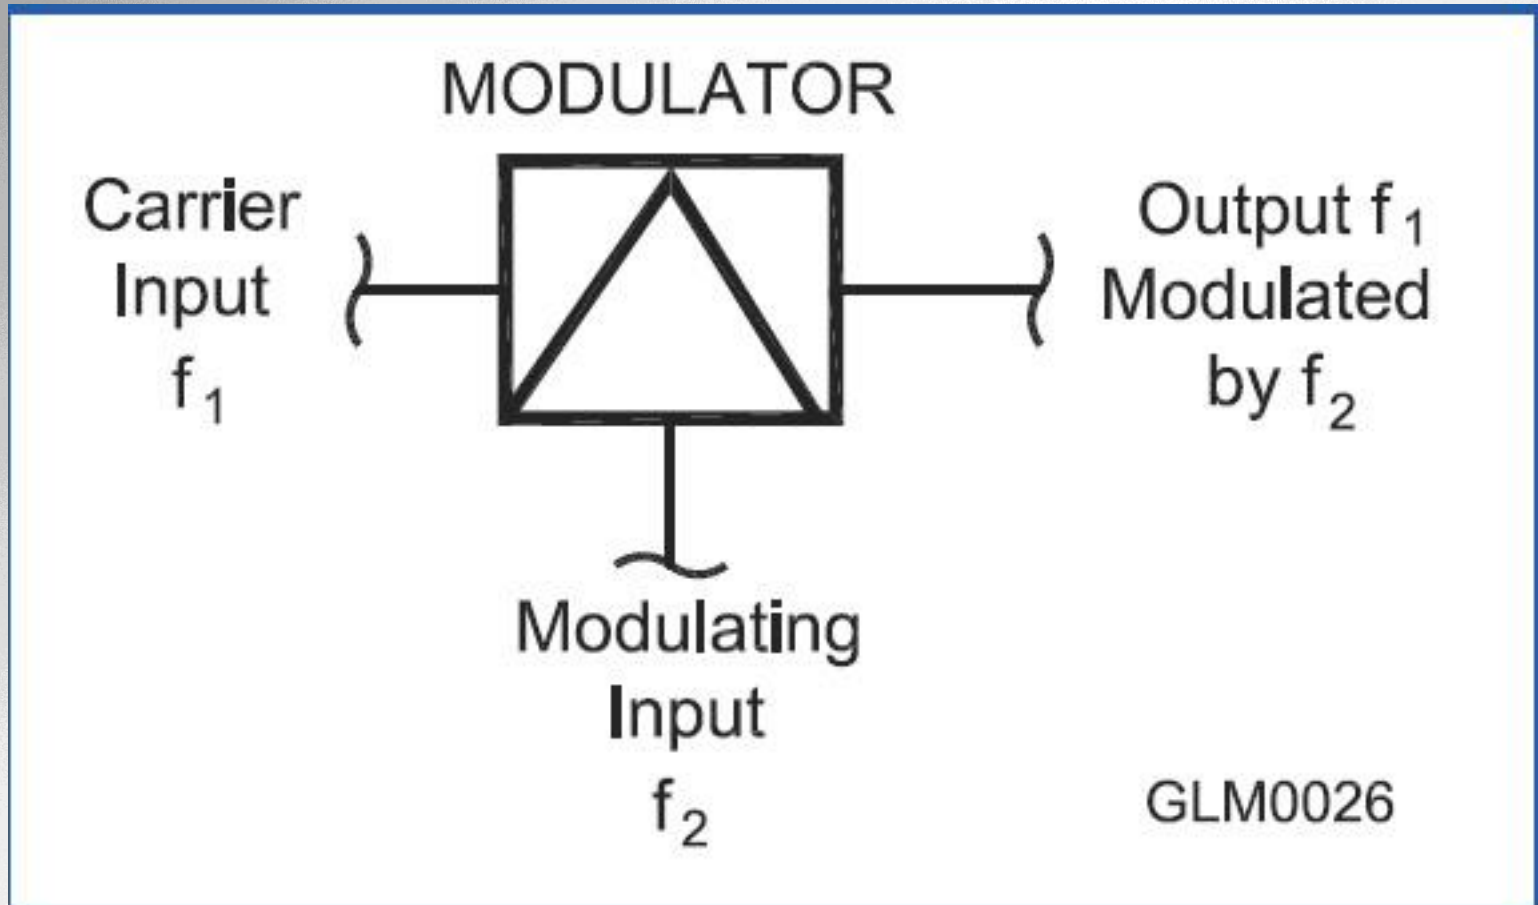 MODULATOR
Carrier
Input
f1
Output f1
Modulated
by f2
Modulating
Input
f2
GLM0026